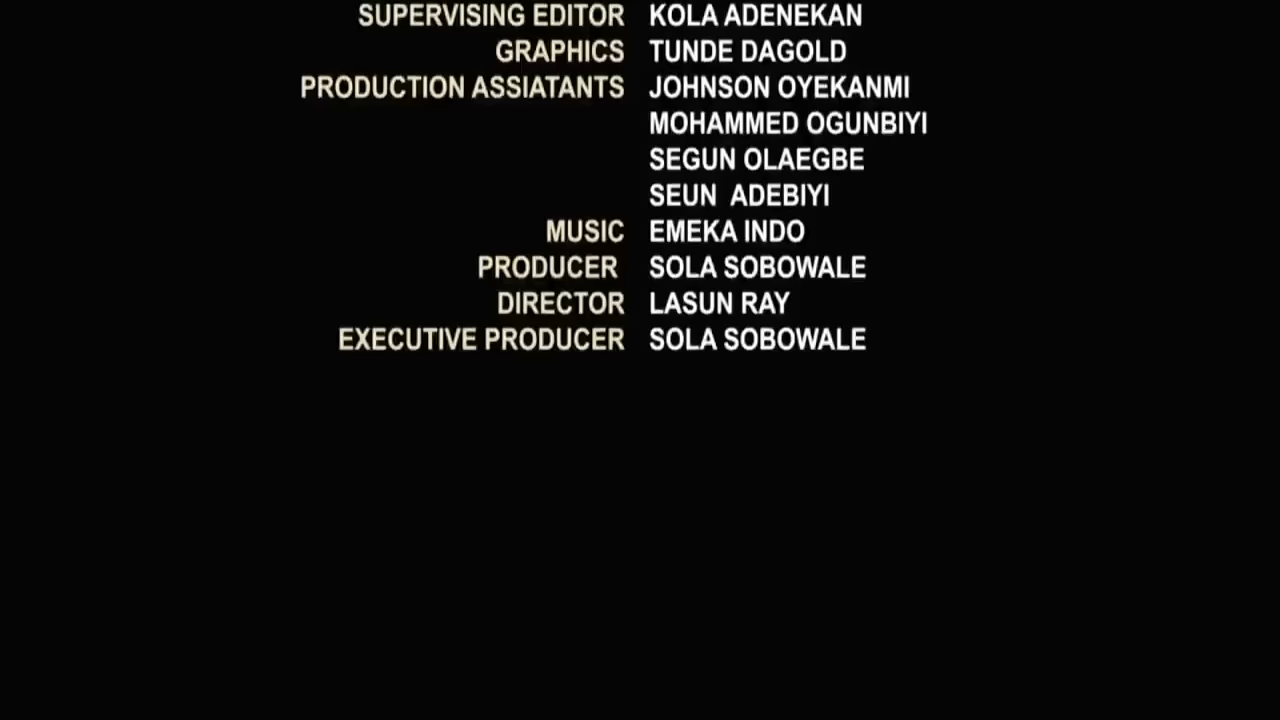 SUPERVISING EDITOR KOLA ADENEKAN
GRAPHICS TUNDE DAGOLD
PRODUCTION ASSIATANTS JOHNSON OYEKANMI
MOHAMMED OGUNBIYI
SEGUN OLAEGBE
SEUN ADEBIYI
MUSIC EMEKA INDO
PRODUCER SOLA SOBOWALE
DIRECTOR LASUN RAY
EXECUTIVE PRODUCER SOLA SOBOWALE